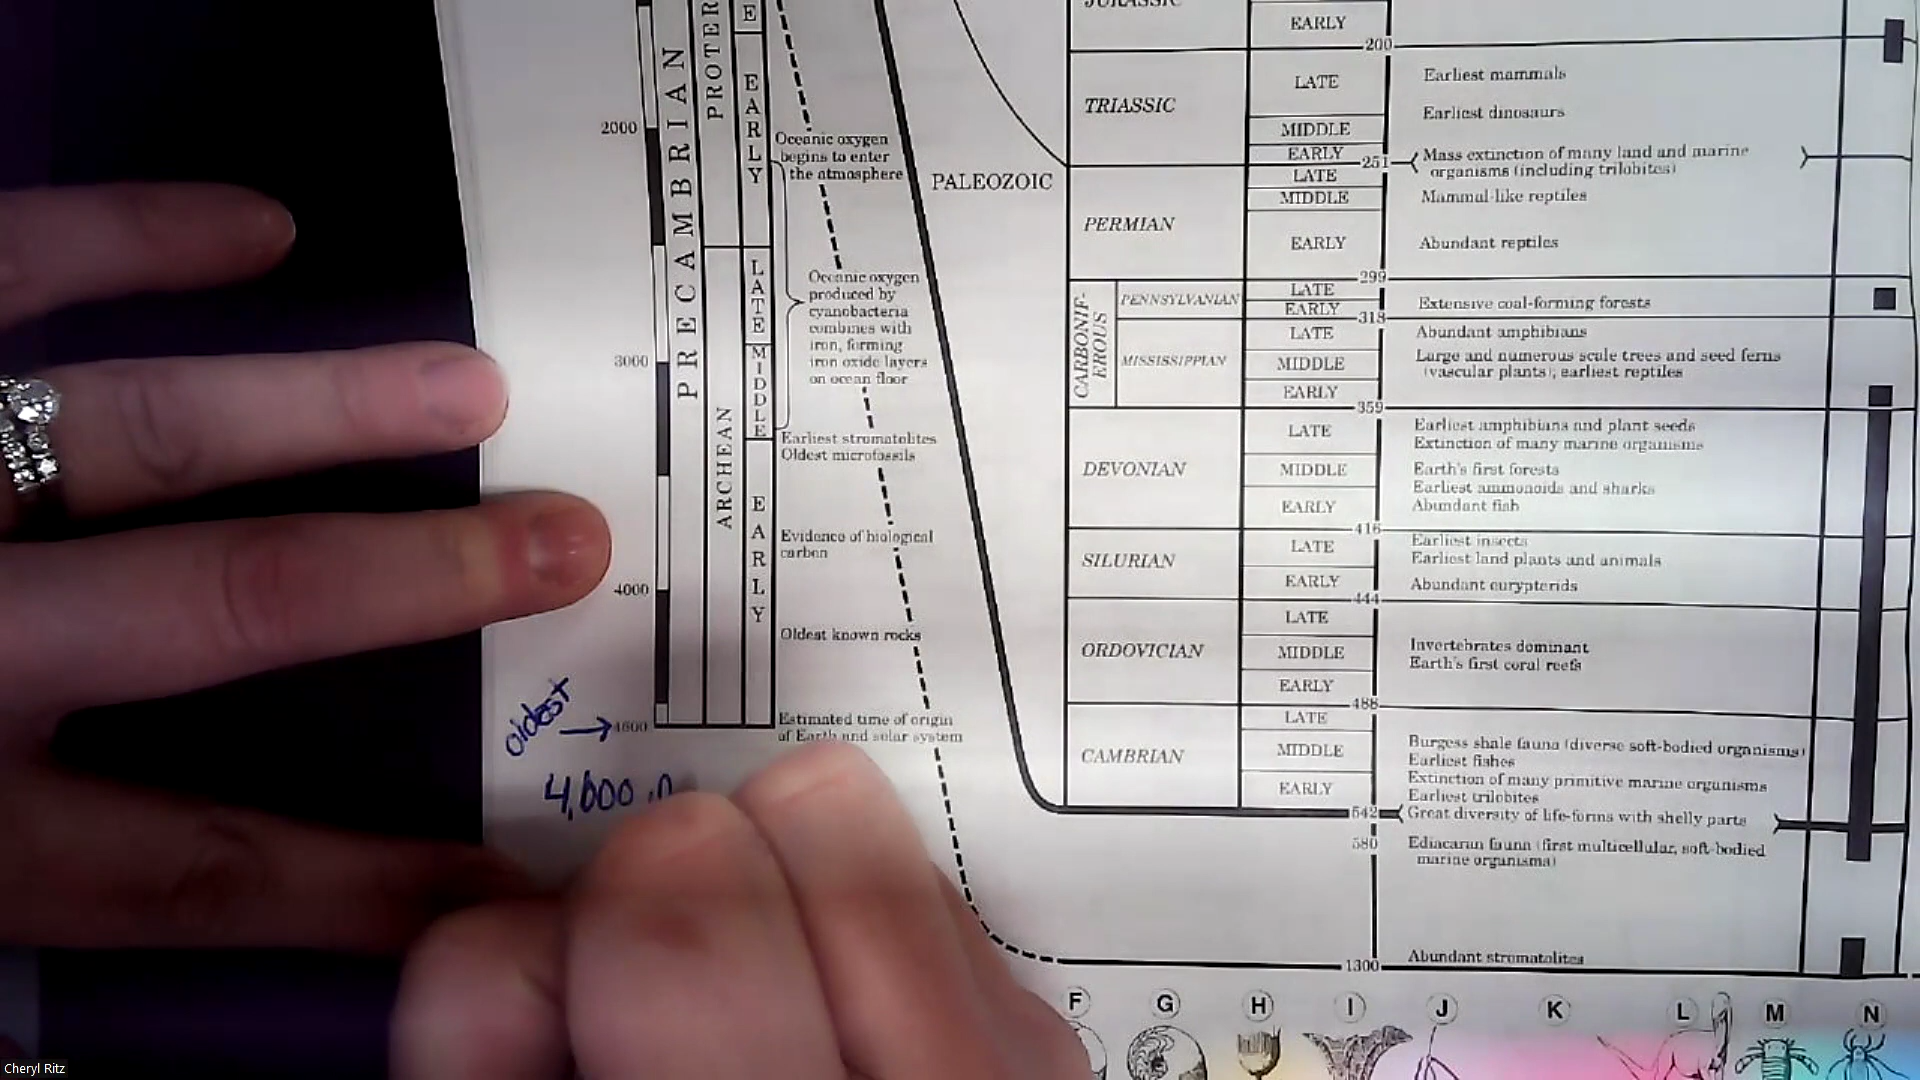 PRECAMBRIAN
PROTER
E
EARLY
ARCHEAN
LATE
MIDDLE
EARLY
2000
3000
4000
4600
Oceanic oxygen
begins to enter
the atmosphere
Oceanic oxygen
produced by
cyanobacteria
combines with
iron, forming
iron oxide layers
on ocean floor
Earliest stromatolites
Oldest microfossils
Evidence of biological
carbon
Oldest known rocks
Estimated time of origin
of Earth and solar system
oldest →
PALEOZOIC
JURASSIC
EARLY
200
TRIASSIC
LATE
MIDDLE
EARLY
251
Earliest mammals
Earliest dinosaurs
Mass extinction of many land and marine
organisms (including trilobites)
PERMIAN
LATE
MIDDLE
EARLY
299
Mammal-like reptiles
Abundant reptiles
CARBONIF-
EROUS
PENNSYLVANIAN
LATE
EARLY
318
Extensive coal-forming forests
MISSISSIPPIAN
LATE
MIDDLE
EARLY
359
Abundant amphibians
Large and numerous scale trees and seed ferns
(vascular plants); earliest reptiles
DEVONIAN
LATE
MIDDLE
EARLY
416
Earliest amphibians and plant seeds
Extinction of many marine organisms
Earth's first forests
Earliest ammonoids and sharks
Abundant fish
SILURIAN
LATE
EARLY
444
Earliest insects
Earliest land plants and animals
Abundant eurypterids
ORDOVICIAN
LATE
MIDDLE
EARLY
488
Invertebrates dominant
Earth's first coral reefs
CAMBRIAN
LATE
MIDDLE
EARLY
542
Burgess shale fauna (diverse soft-bodied organisms)
Earliest fishes
Extinction of many primitive marine organisms
Earliest trilobites
Great diversity of life-forms with shelly parts
580
Ediacaran fauna (first multicellular, soft-bodied
marine organisms)
1300
Abundant stromatolites
F G H I J K L M N
Cheryl Ritz